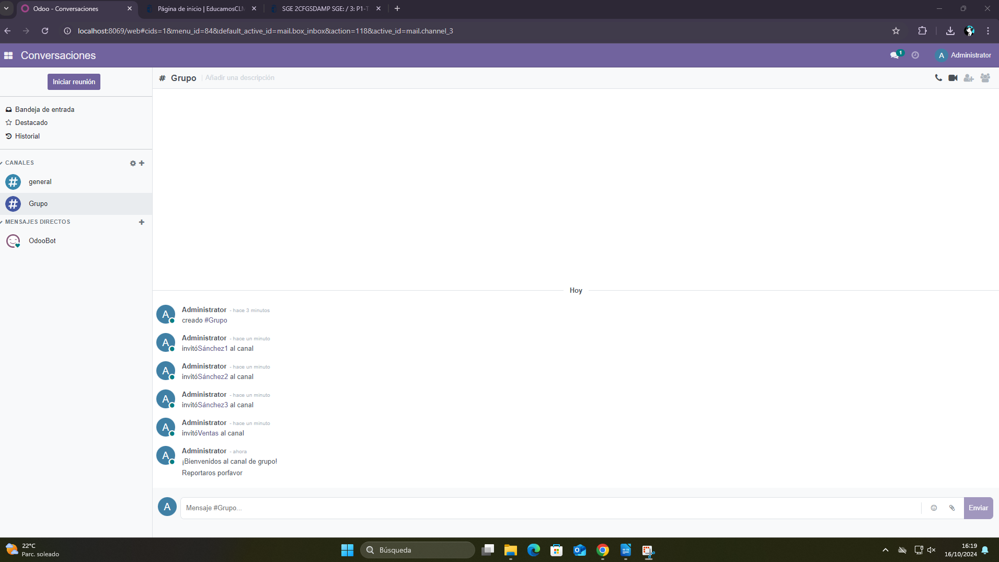 Odoo - Conversaciones
Página de inicio | EducamosCLM
SGE 2CFGSDAMP SGE: / 3: P1-T
localhost:8069/web#cids=1&menu_id=84&default_active_id=mail.box_inbox&action=118&active_id=mail.channel_3
Conversaciones
1
A Administrator
Iniciar reunión
# Grupo
Añadir una descripción
Bandeja de entrada
Destacado
Historial
CANALES
# general
# Grupo
MENSAJES DIRECTOS
OdooBot
Hoy
A Administrator - hace 3 minutos
creado #Grupo
A Administrator - hace un minuto
invitóSánchez1 al canal
A Administrator - hace un minuto
invitóSánchez2 al canal
A Administrator - hace un minuto
invitóSánchez3 al canal
A Administrator - hace un minuto
invitóVentas al canal
A Administrator - ahora
¡Bienvenidos al canal de grupo!
Reportaros porfavor
A Mensaje #Grupo...
Enviar
22°C
Parc. soleado
Búsqueda
16:19
16/10/2024